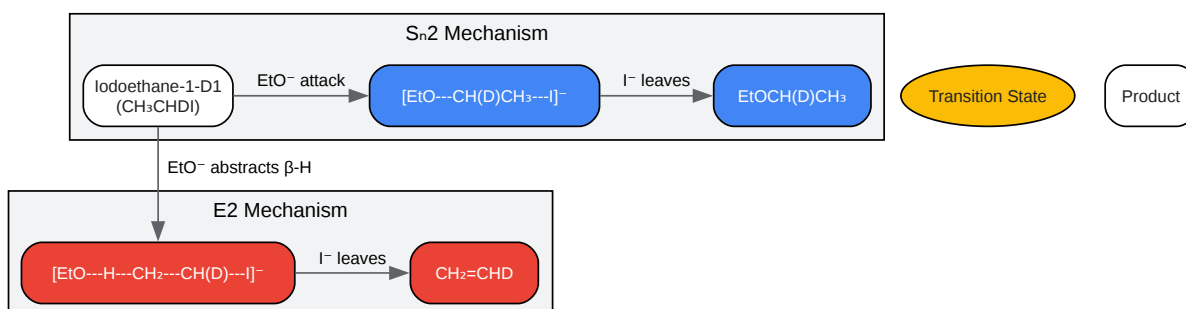 Sₙ2 Mechanism
Iodoethane-1-D1
(CH₃CHDI)
EtO⁻ attack
[EtO---CH(D)CH₃---I]⁻
I⁻ leaves
EtOCH(D)CH₃
Transition State
Product
EtO⁻ abstracts β-H
E2 Mechanism
[EtO---H---CH₂---CH(D)---I]⁻
I⁻ leaves
CH₂=CHD